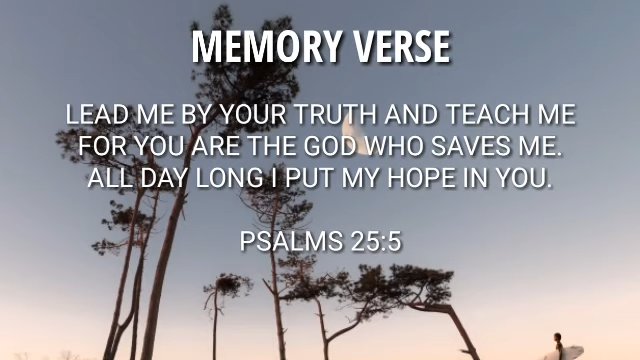 MEMORY VERSE
LEAD ME BY YOUR TRUTH AND TEACH ME
FOR YOU ARE THE GOD WHO SAVES ME.
ALL DAY LONG I PUT MY HOPE IN YOU.
PSALMS 25:5